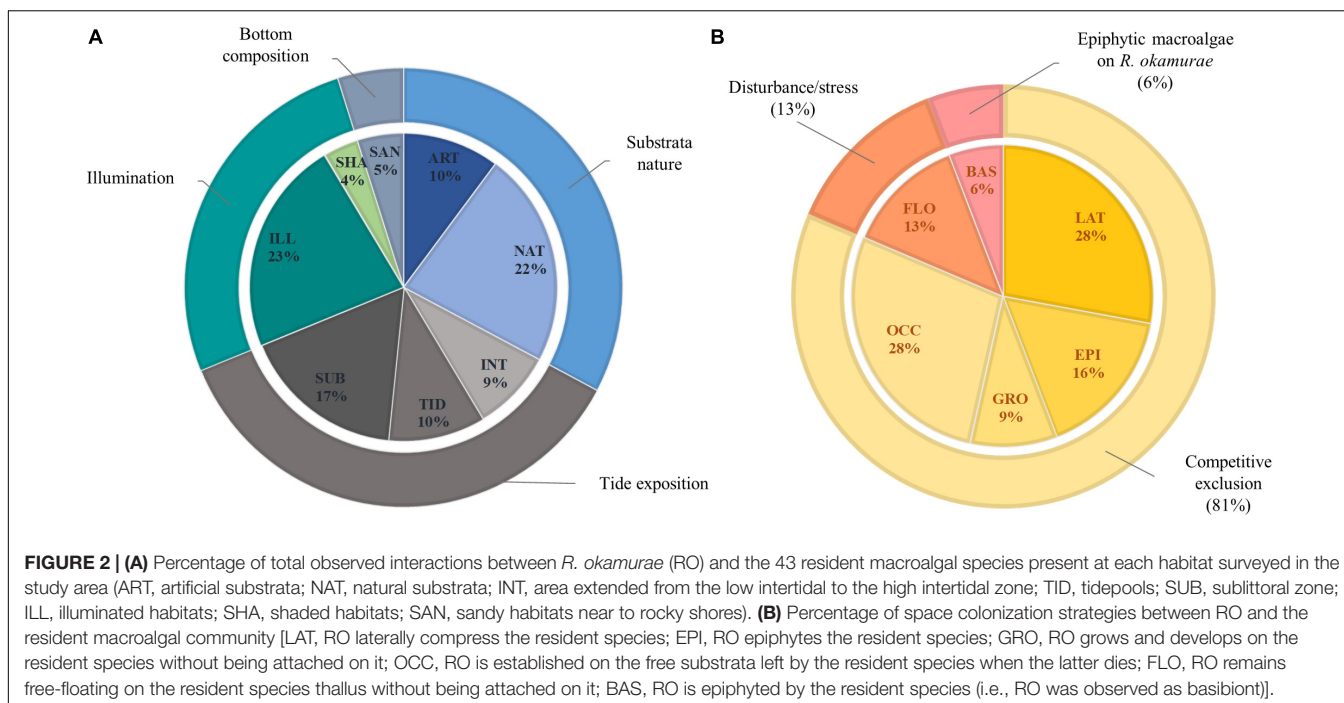 A
Bottom
composition
Substrata
nature
Illumination
Tide exposition
SHA
4%
SAN
5%
ART
10%
NAT
22%
INT
9%
TID
10%
SUB
17%
ILL
23%
B
Epiphytic macroalgae
on R. okamurae
(6%)
Disturbance/stress
(13%)
Competitive
exclusion
(81%)
BAS
6%
LAT
28%
EPI
16%
GRO
9%
OCC
28%
FLO
13%
FIGURE 2 | (A) Percentage of total observed interactions between R. okamurae (RO) and the 43 resident macroalgal species present at each habitat surveyed in the
study area (ART, artificial substrata; NAT, natural substrata; INT, area extended from the low intertidal to the high intertidal zone; TID, tidepools; SUB, sublittoral zone;
ILL, illuminated habitats; SHA, shaded habitats; SAN, sandy habitats near to rocky shores). (B) Percentage of space colonization strategies between RO and the
resident macroalgal community [LAT, RO laterally compress the resident species; EPI, RO epiphytes the resident species; GRO, RO grows and develops on the
resident species without being attached on it; OCC, RO is established on the free substrata left by the resident species when the latter dies; FLO, RO remains
free-floating on the resident species thallus without being attached on it; BAS, RO is epiphyted by the resident species (i.e., RO was observed as basibiont)].